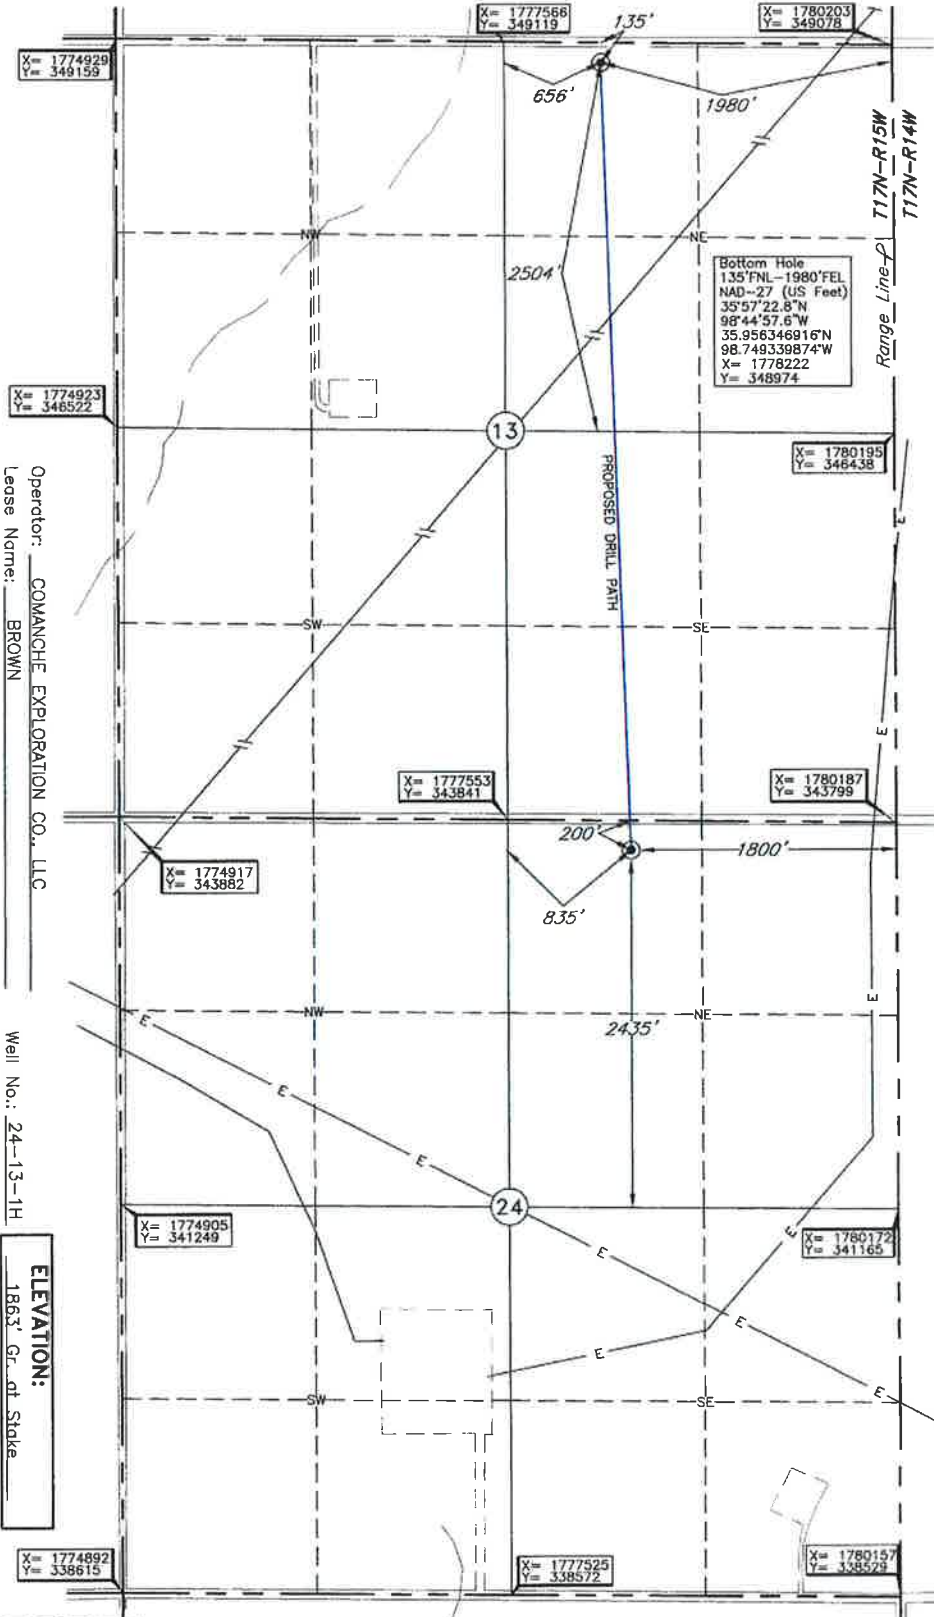 X= 1777566
Y= 349119
135'
X= 1780203
Y= 349078
X= 1774929
Y= 349159
656'
1980'
T17N-R15W
T17N-R14W
Range Line
NW
NE
2504'
Bottom Hole
135'FNL-1980'FEL
NAD-27 (US Feet)
35°57'22.8"N
98°44'57.6"W
35.956346916°N
98.749339874°W
X= 1778222
Y= 348974
X= 1774923
Y= 346522
13
X= 1780195
Y= 346438
PROPOSED DRILL PATH
E
SW
SE
E
X= 1777553
Y= 343841
X= 1780187
Y= 343799
200'
1800'
X= 1774917
Y= 343882
835'
E
NW
NE
E
2435'
E
E
24
X= 1774905
Y= 341249
E
E
X= 1780172
Y= 341165
E
E
E
SW
SE
X= 1774892
Y= 338615
X= 1777525
Y= 338572
X= 1780157
Y= 338529
Operator: COMANCHE EXPLORATION CO., LLC
Lease Name: BROWN
Well No.: 24-13-1H
ELEVATION:
1863' Gr. at Stake